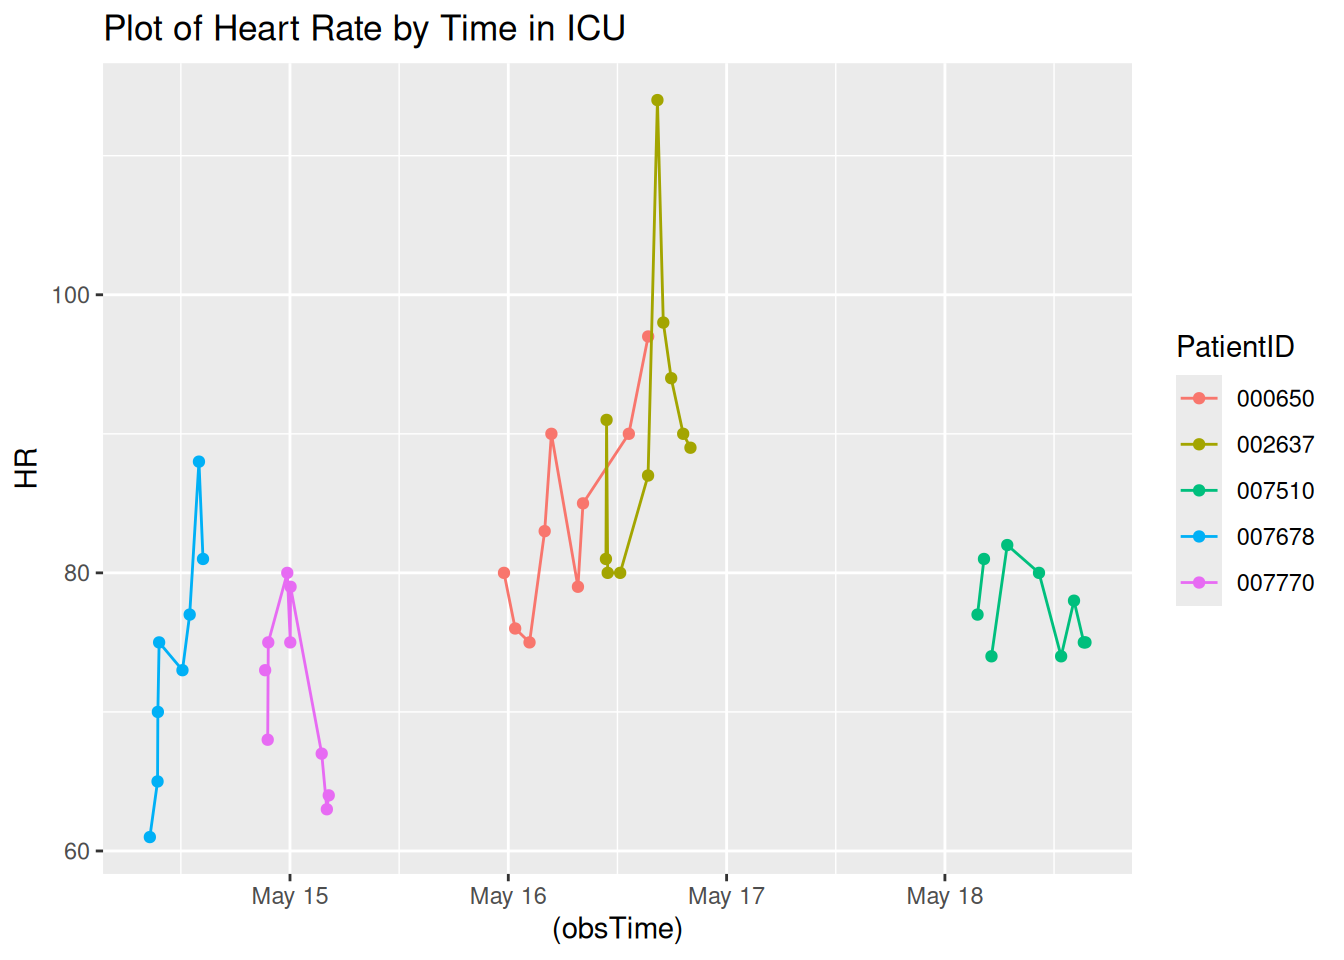 Plot of Heart Rate by Time in ICU
HR
100
80
60
May 15
May 16
May 17
May 18
(obsTime)
PatientID
000650
002637
007510
007678
007770